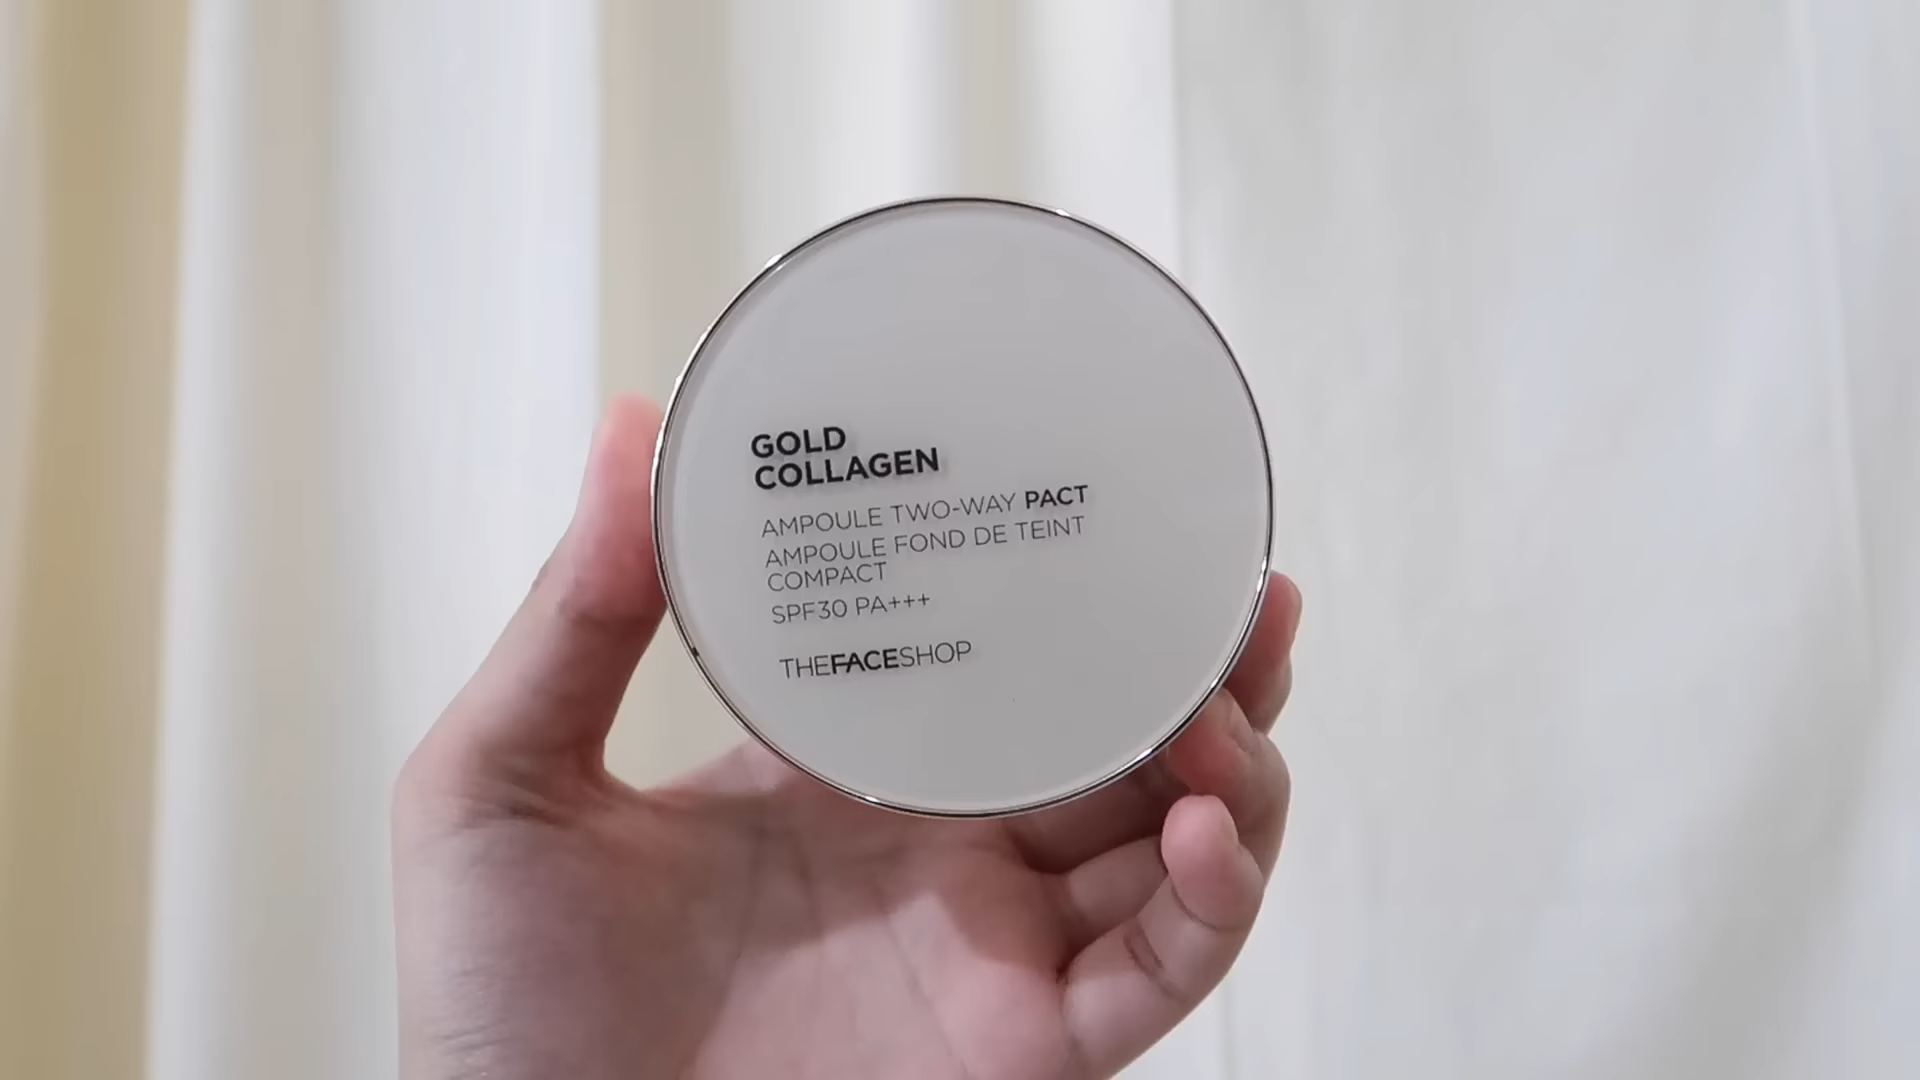 GOLD
COLLAGEN
AMPOULE TWO-WAY PACT
AMPOULE FOND DE TEINT
COMPACT
SPF30 PA+++
THEFACESHOP